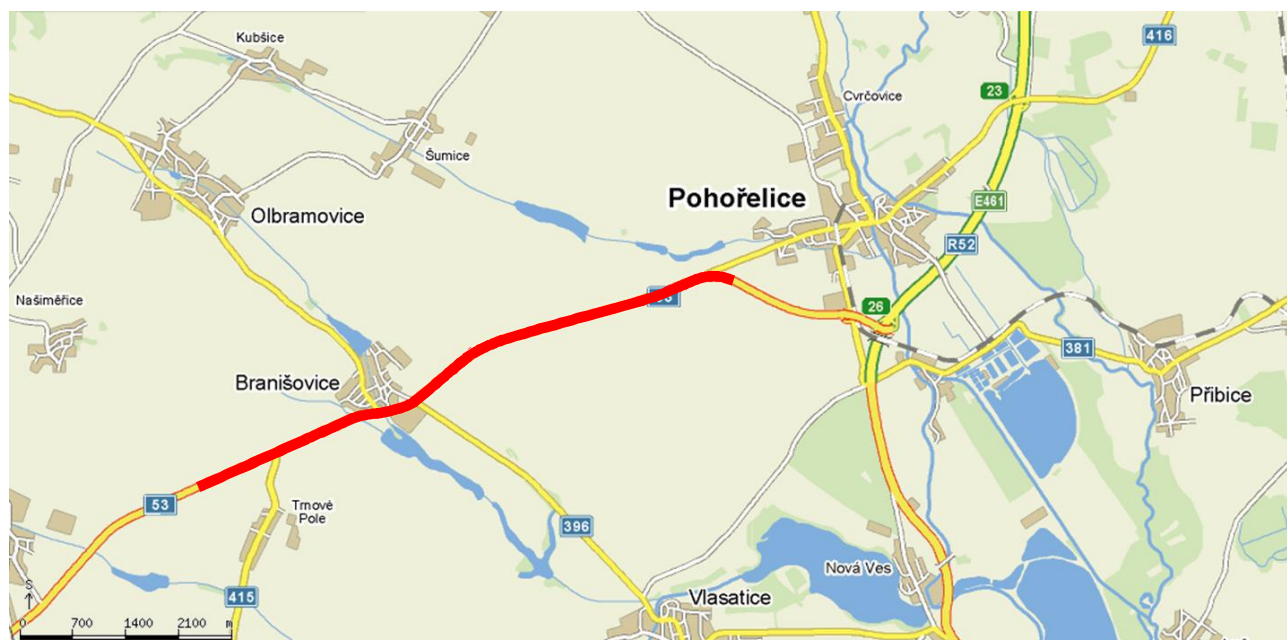 Kubšice
416
23
Cvrčovice
Šumice
Pohořelice
E461
Olbramovice
R52
Našiměřice
26
381
Branišovice
Přibice
53
Trnové
Pole
396
Nová Ves
S
415
Vlasatice
0 700 1400 2100 m